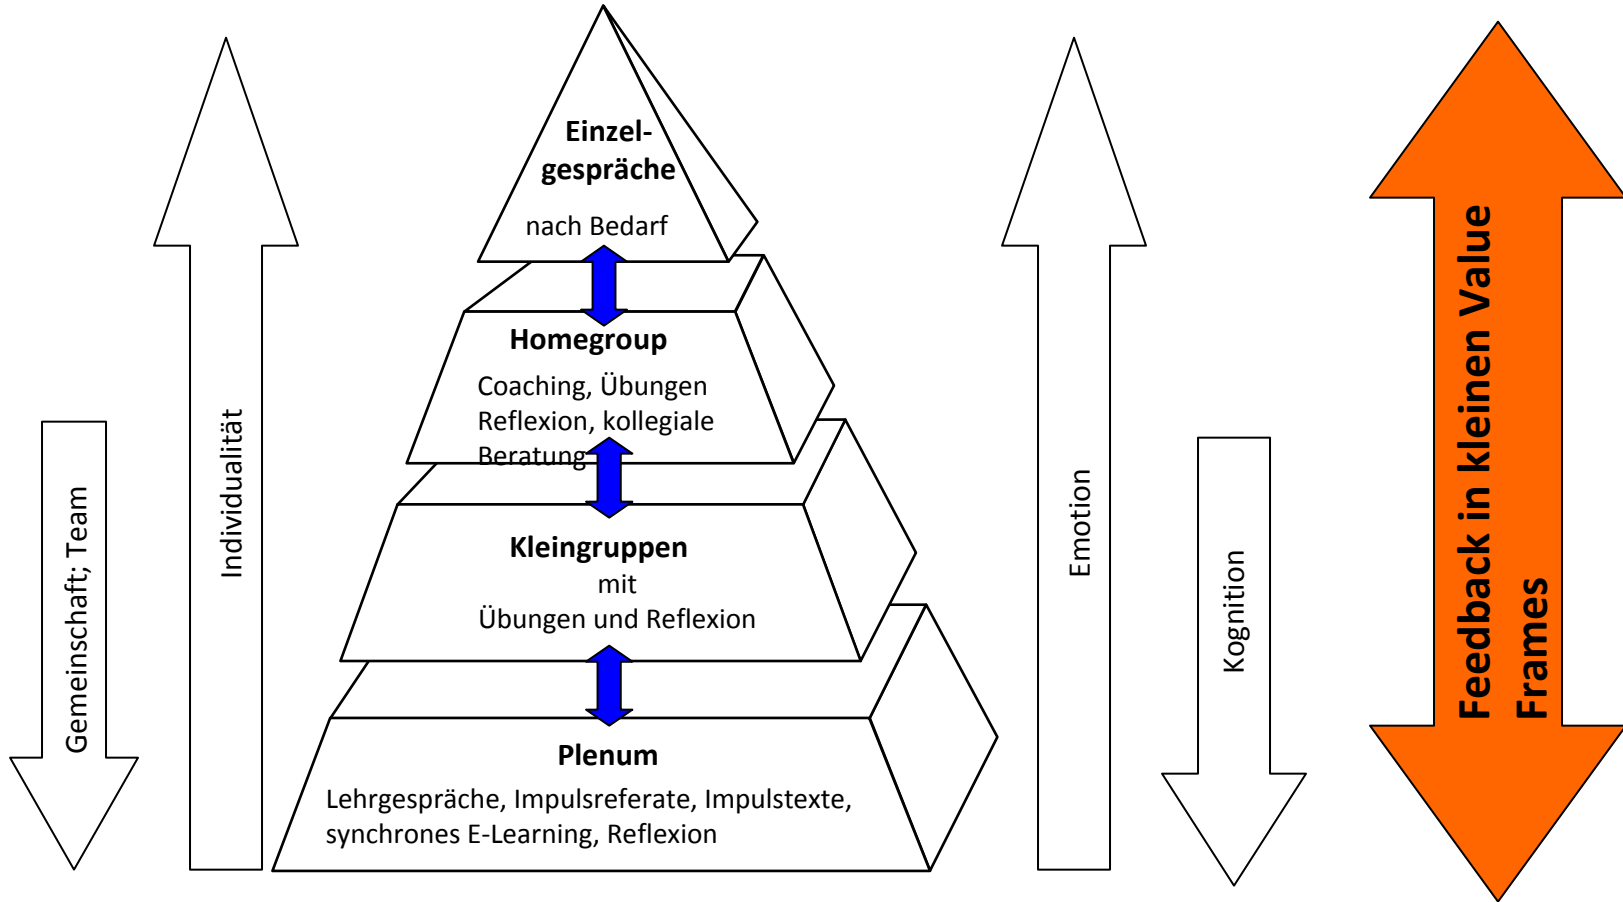 Einzel-
gespräche
nach Bedarf
Homegroup
Coaching, Übungen
Reflexion, kollegiale
Beratung
Kleingruppen
mit
Übungen und Reflexion
Plenum
Lehrgespräche, Impulsreferate, Impulstexte,
synchrones E-Learning, Reflexion
Gemeinschaft; Team
Individualität
Emotion
Kognition
Feedback in kleinen Value
Frames